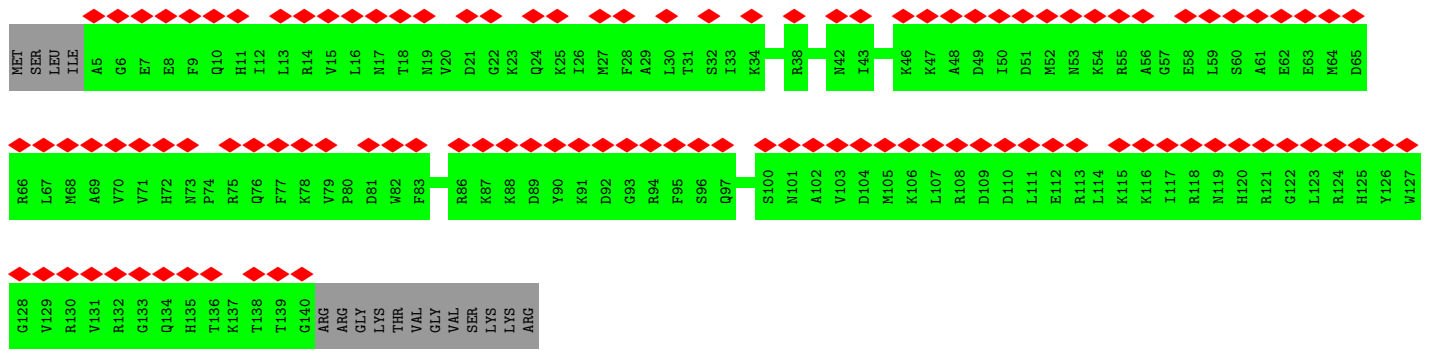 MET SER LEU ILE A5 G6 E7 E8 F9 Q10 H11 I12 L13 R14 V15 L16 N17 T18 N19 V20 D21 G22 K23 Q24 K25 I26 M27 F28 A29 L30 T31 S32 I33 K34 R38 N42 I43 K46 K47 A48 D49 I50 D51 M52 N53 K54 R55 A56 G57 E58 L59 S60 A61 E62 E63 M64 D65
R66 L67 M68 A69 V70 V71 H72 N73 P74 R75 Q76 F77 K78 V79 P80 D81 W82 F83 R86 K87 K88 D89 Y90 K91 D92 G93 R94 F95 S96 Q97 S100 N101 A102 V103 D104 M105 K106 L107 R108 D109 D110 L111 E112 R113 L114 K115 K116 I117 R118 N119 H120 R121 G122 L123 R124 H125 Y126 W127
G128 V129 R130 V131 R132 G133 Q134 H135 T136 K137 T138 T139 G140 ARG ARG GLY LYS THR VAL GLY VAL SER LYS LYS ARG